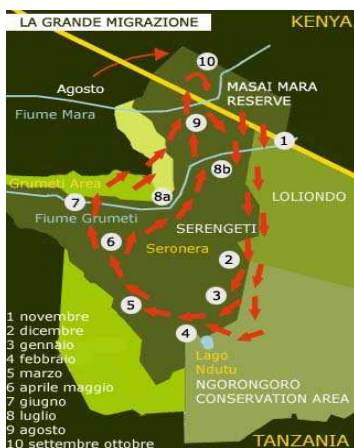 LA GRANDE MIGRAZIONE
KENYA
10
Agosto
MASAI MARA
RESERVE
Fiume Mara
9
1
8b
Grumeti Area
8a
LOLIONDO
7
Fiume Grumeti
SERENGETI
6
Seronera
2
3
5
4
Lago
Ndutu
NGORONGORO
CONSERVATION AREA
TANZANIA
1 novembre
2 dicembre
3 gennaio
4 febbraio
5 marzo
6 aprile maggio
7 giugno
8 luglio
9 agosto
10 settembre ottobre